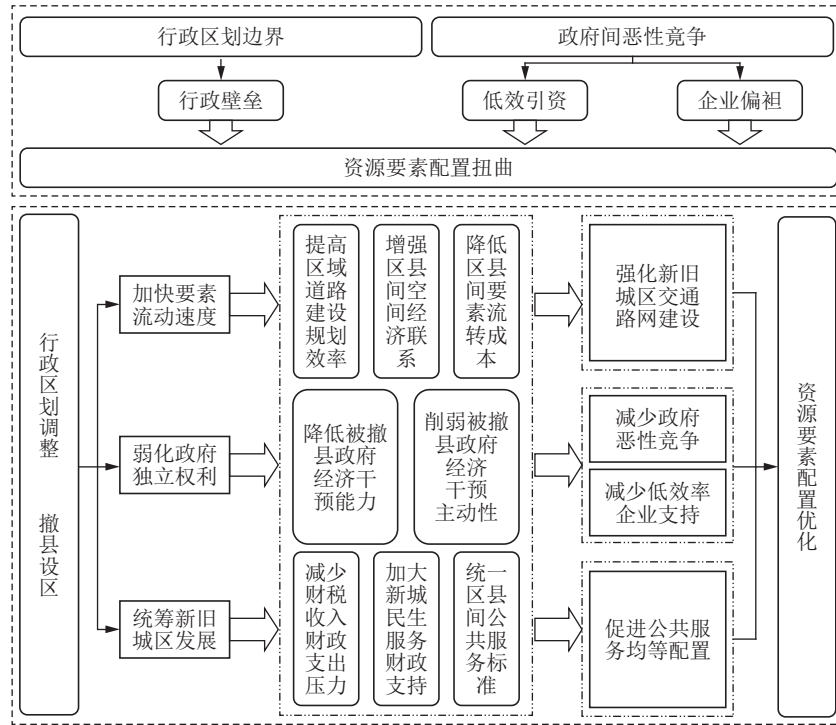 行政区划边界
政府间恶性竟争
行政壁垒
低效引资
企业偏袒
资源要素配置扭曲
行政区划调整
撤县设区
加快要素
流动速度
弱化政府
独立权利
统筹新旧
城区发展
提高
区域
道路
建设
规划
效率
增强
区县
间空
间经
济联
系
降低
区县
间要
素流
转成
本
降低被撤
县政府
经济干
预能力
削弱被撤
县政府
经济
干预
主动性
减少
财税
收入
财政
支出
压力
加大
新城
民生
服务
财政
支持
统一
区县
间公
共服
务标
准
强化新旧
城区交通
路网建设
减少政府
恶性竞争
减少低效率
企业支持
促进公共服
务均等配置
资源要素配置优化